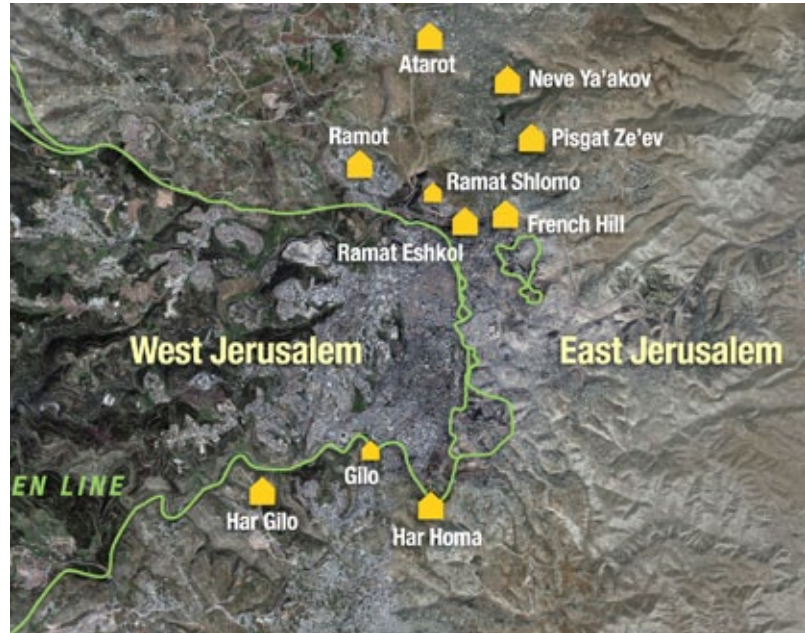 Atarot
Neve Ya'akov
Ramot
Pisgat Ze'ev
Ramat Shlomo
French Hill
Ramat Eshkol
West Jerusalem
East Jerusalem
EN LINE
Gilo
Har Gilo
Har Homa